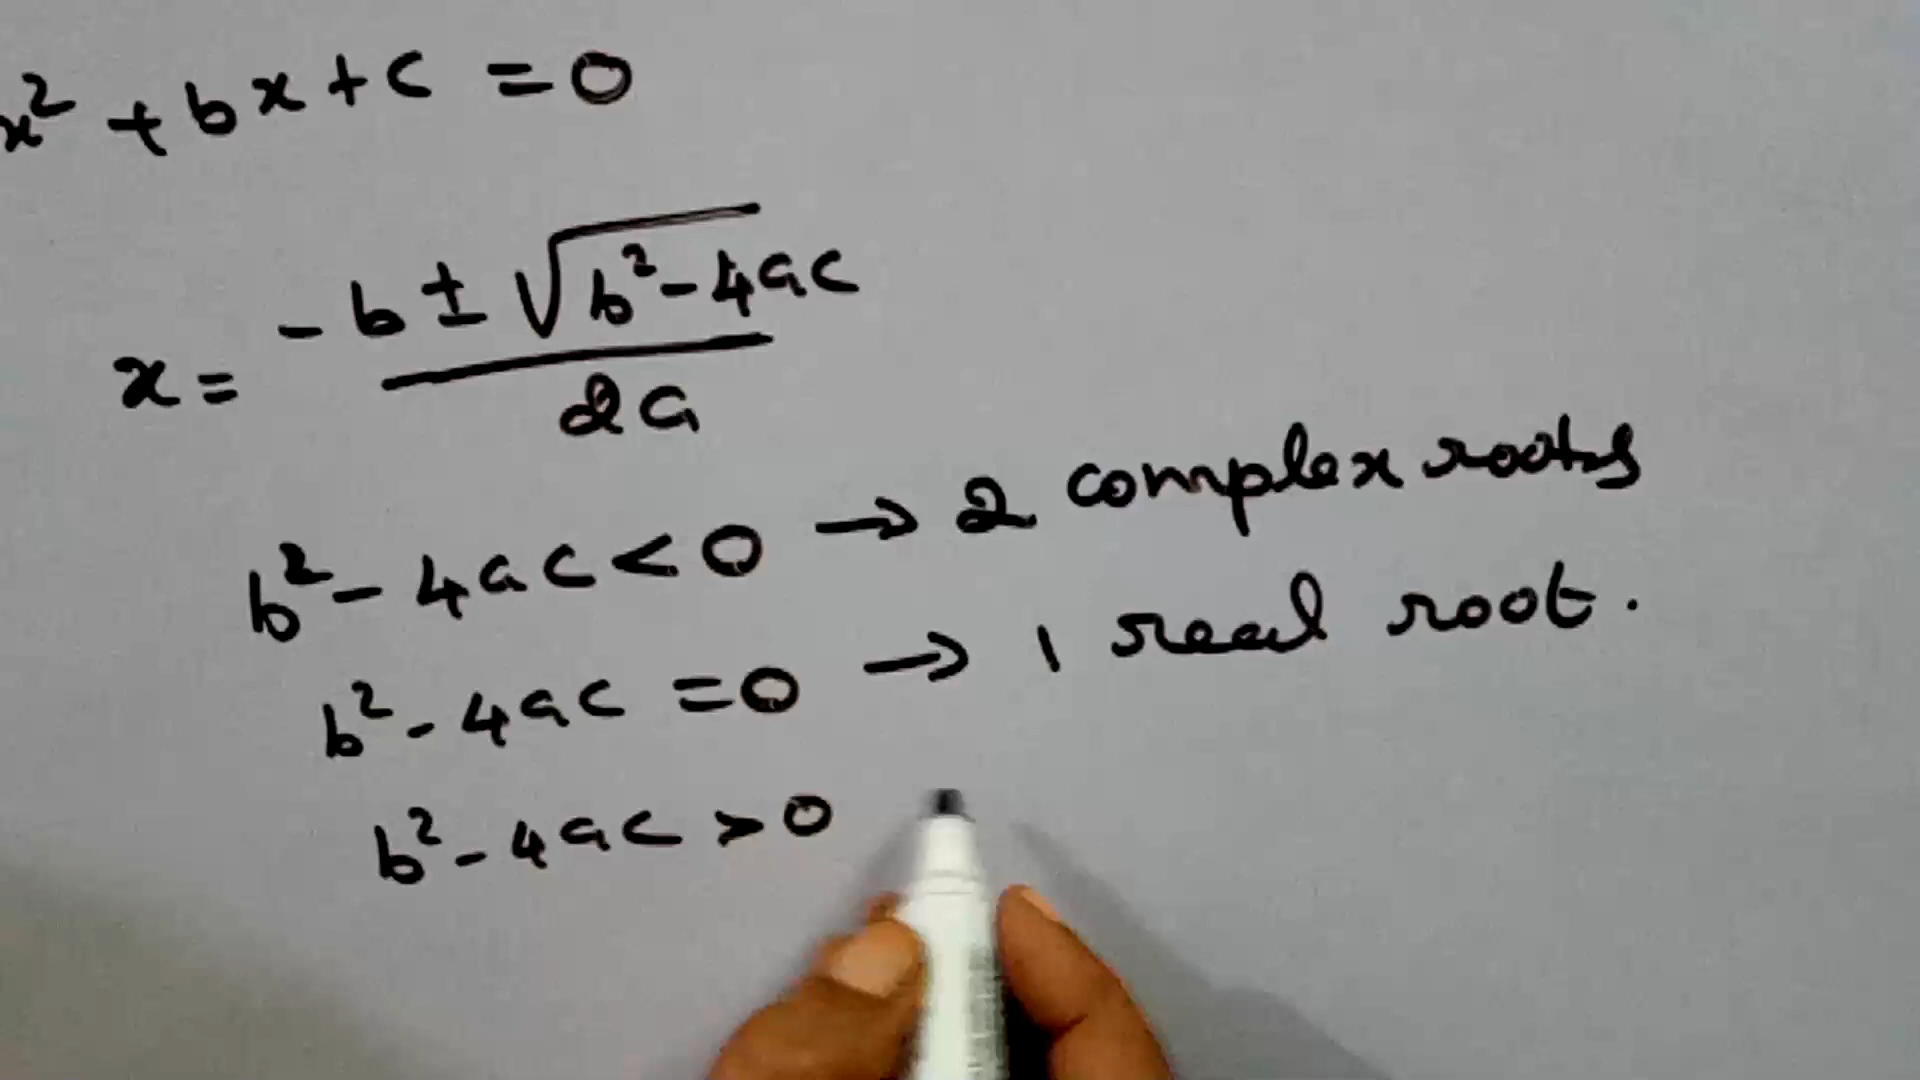 x² + bx + c = 0
x = -b ± √b² - 4ac / 2a
b² - 4ac < 0 → 2 complex roots
b² - 4ac = 0 → 1 real root.
b² - 4ac > 0